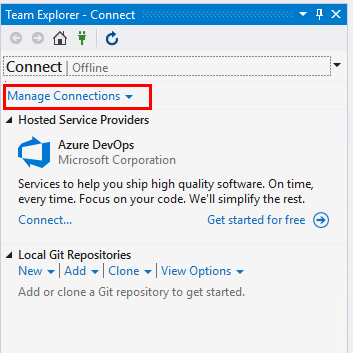 Team Explorer - Connect
Connect | Offline
Manage Connections
Hosted Service Providers
Azure DevOps
Microsoft Corporation
Services to help you ship high quality software. On time,
every time. Focus on your code. We'll simplify the rest.
Connect... Get started for free
Local Git Repositories
New | Add | Clone | View Options
Add or clone a Git repository to get started.